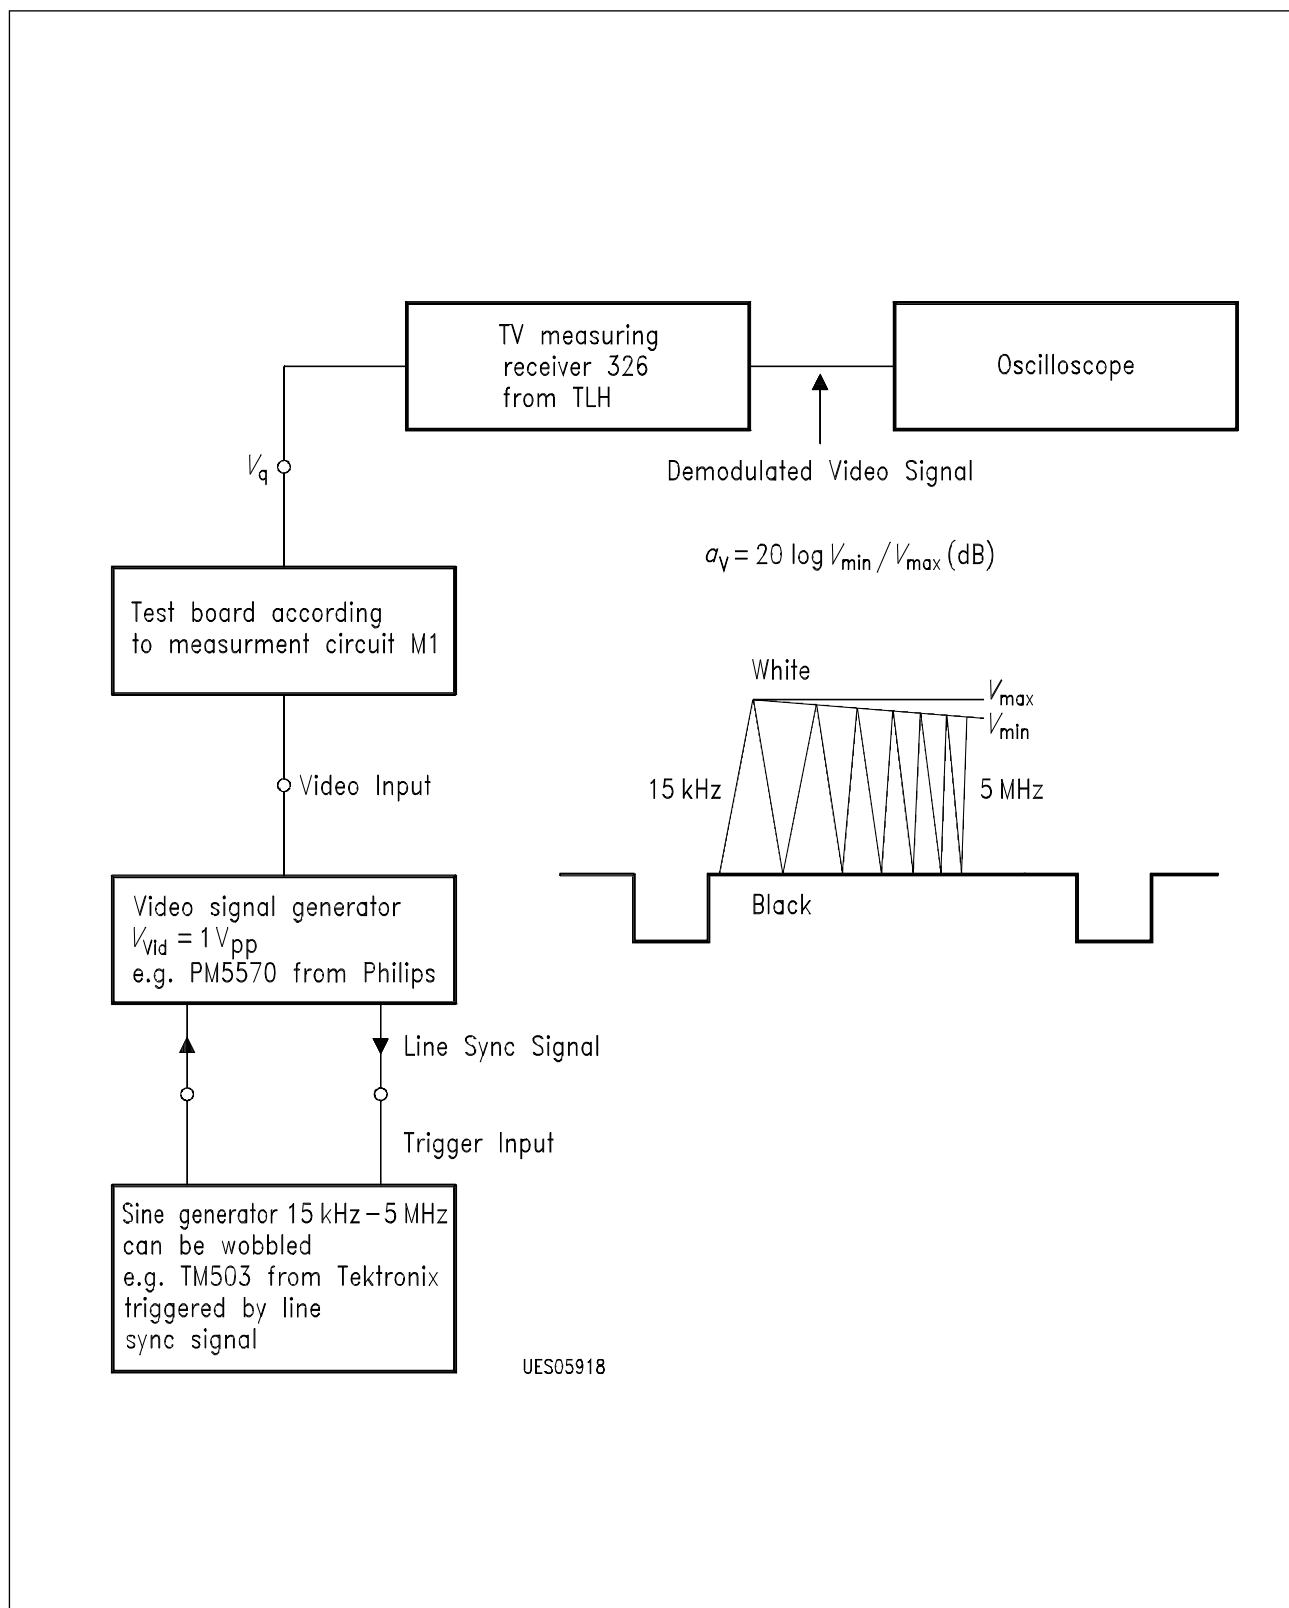 TV measuring
receiver 326
from TLH
Oscilloscope
Vq
Demodulated Video Signal
aV = 20 log Vmin / Vmax (dB)
Test board according
to measurment circuit M1
White
Vmax
Vmin
15 kHz
5 MHz
Video Input
Black
Video signal generator
VVid = 1 Vpp
e.g. PM5570 from Philips
Line Sync Signal
Trigger Input
Sine generator 15 kHz – 5 MHz
can be wobbled
e.g. TM503 from Tektronix
triggered by line
sync signal
UES05918